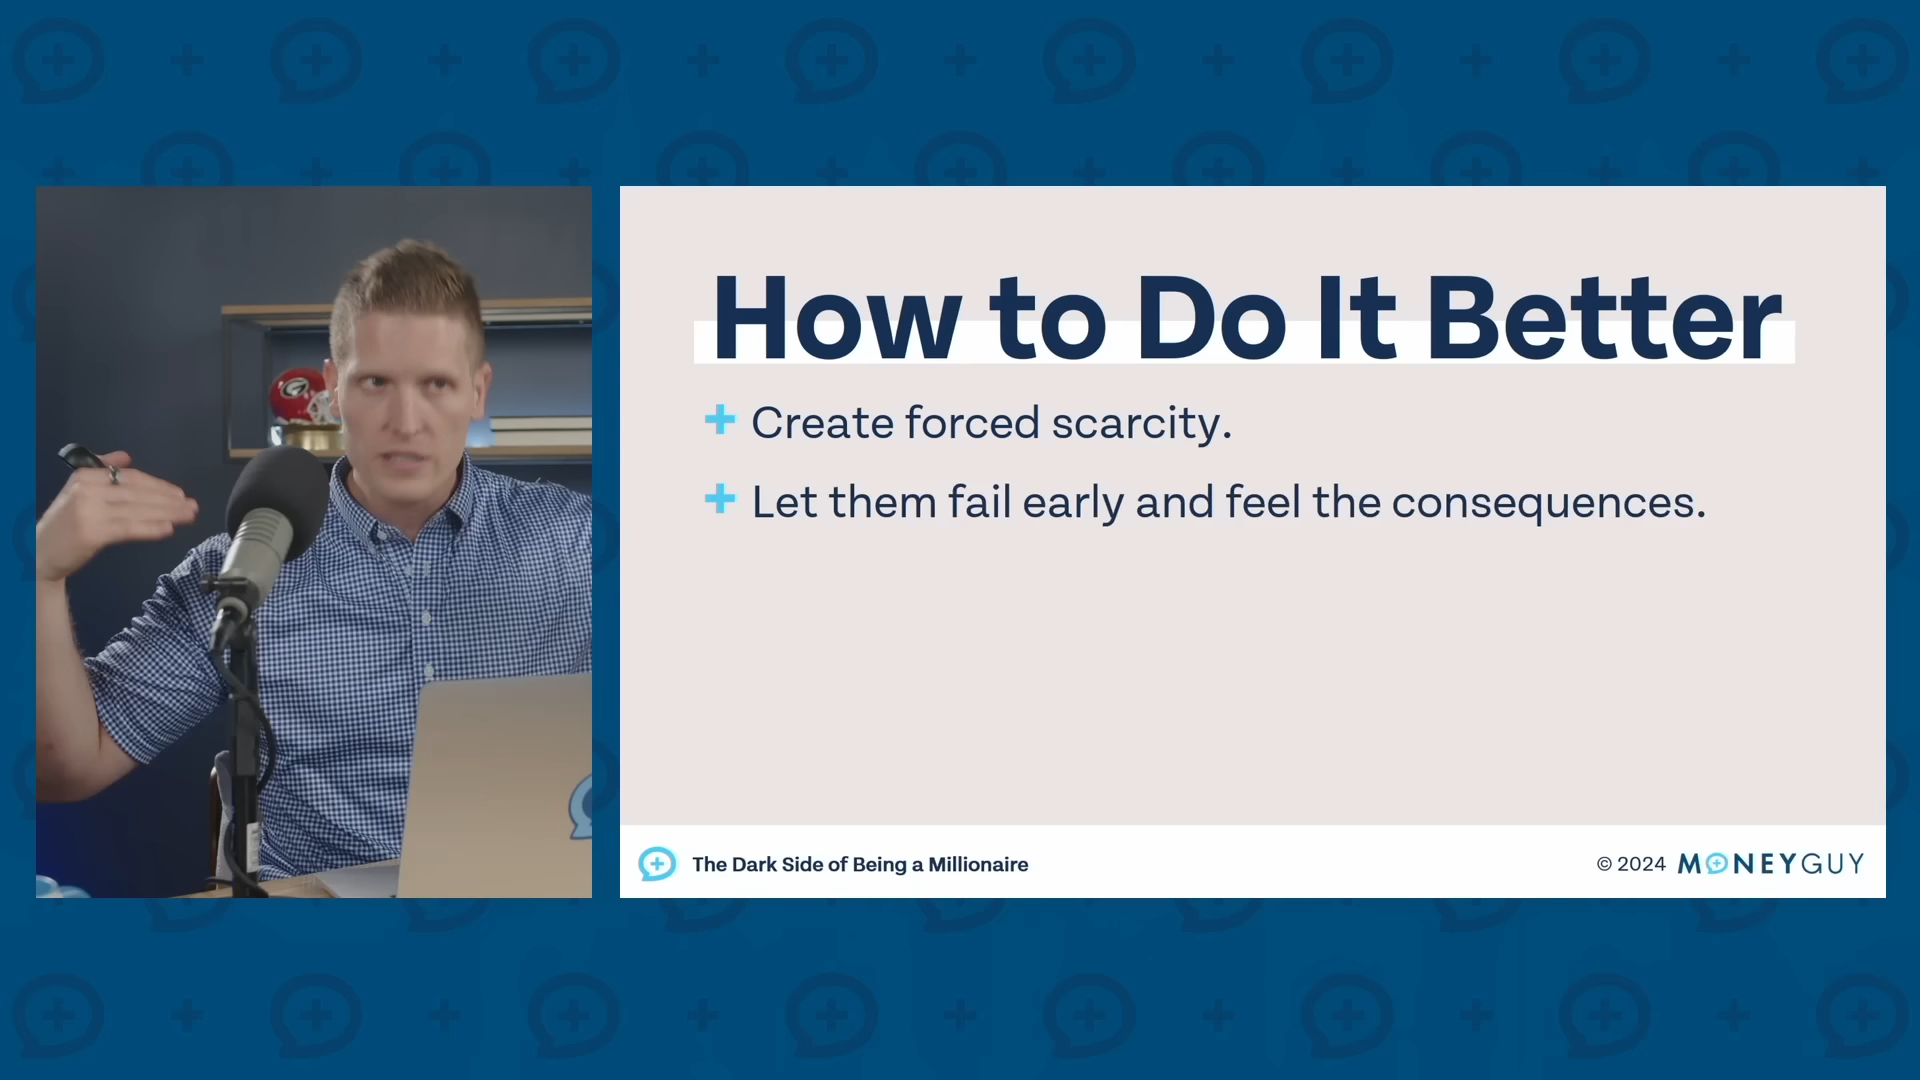 How to Do It Better
Create forced scarcity.
Let them fail early and feel the consequences.
The Dark Side of Being a Millionaire
© 2024 MONEYGUY
G